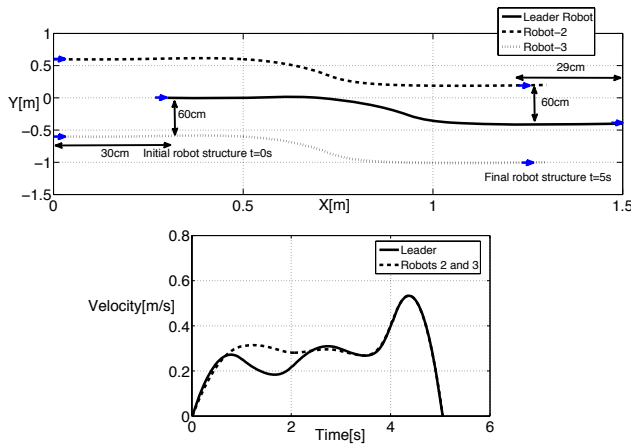 Leader Robot
Robot-2
Robot-3
29cm
1
0.5
0
−0.5
−1
−1.5
Y[m]
60cm
60cm
30cm
Initial robot structure t=0s
Final robot structure t=5s
0
0.5
1
1.5
X[m]
Leader
Robots 2 and 3
0.8
0.6
0.4
0.2
0
Velocity[m/s]
0
2
4
6
Time[s]